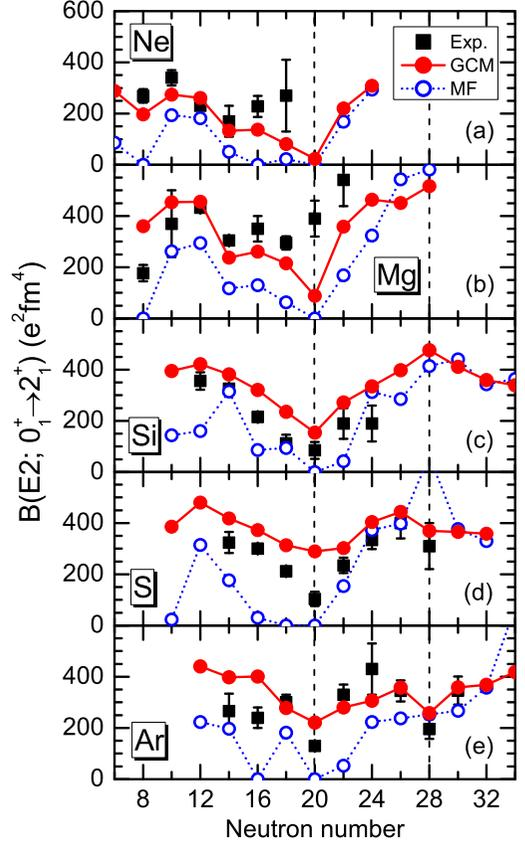 600
Ne
Exp.
GCM
MF
400
200
(a)
0
400
200
Mg
(b)
0
400
200
Si
(c)
0
400
200
S
(d)
0
400
200
Ar
(e)
0
B(E2; 0₁⁺→2₁⁺) (e²fm⁴)
8 12 16 20 24 28 32
Neutron number